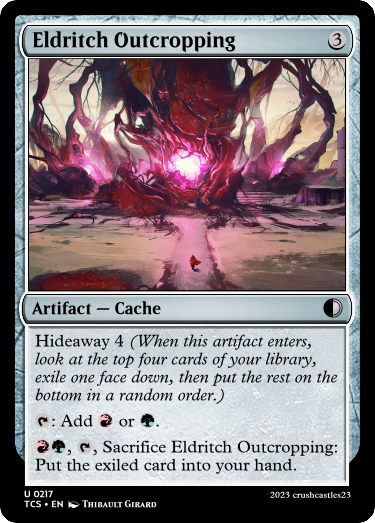 Eldritch Outcropping 3
Artifact — Cache
Hideaway 4 (When this artifact enters,
look at the top four cards of your library,
exile one face down, then put the rest on the
bottom in a random order.)
: Add or .
, , Sacrifice Eldritch Outcropping:
Put the exiled card into your hand.
U 0217
TCS • EN Thibault Girard
2023 crushcastles23